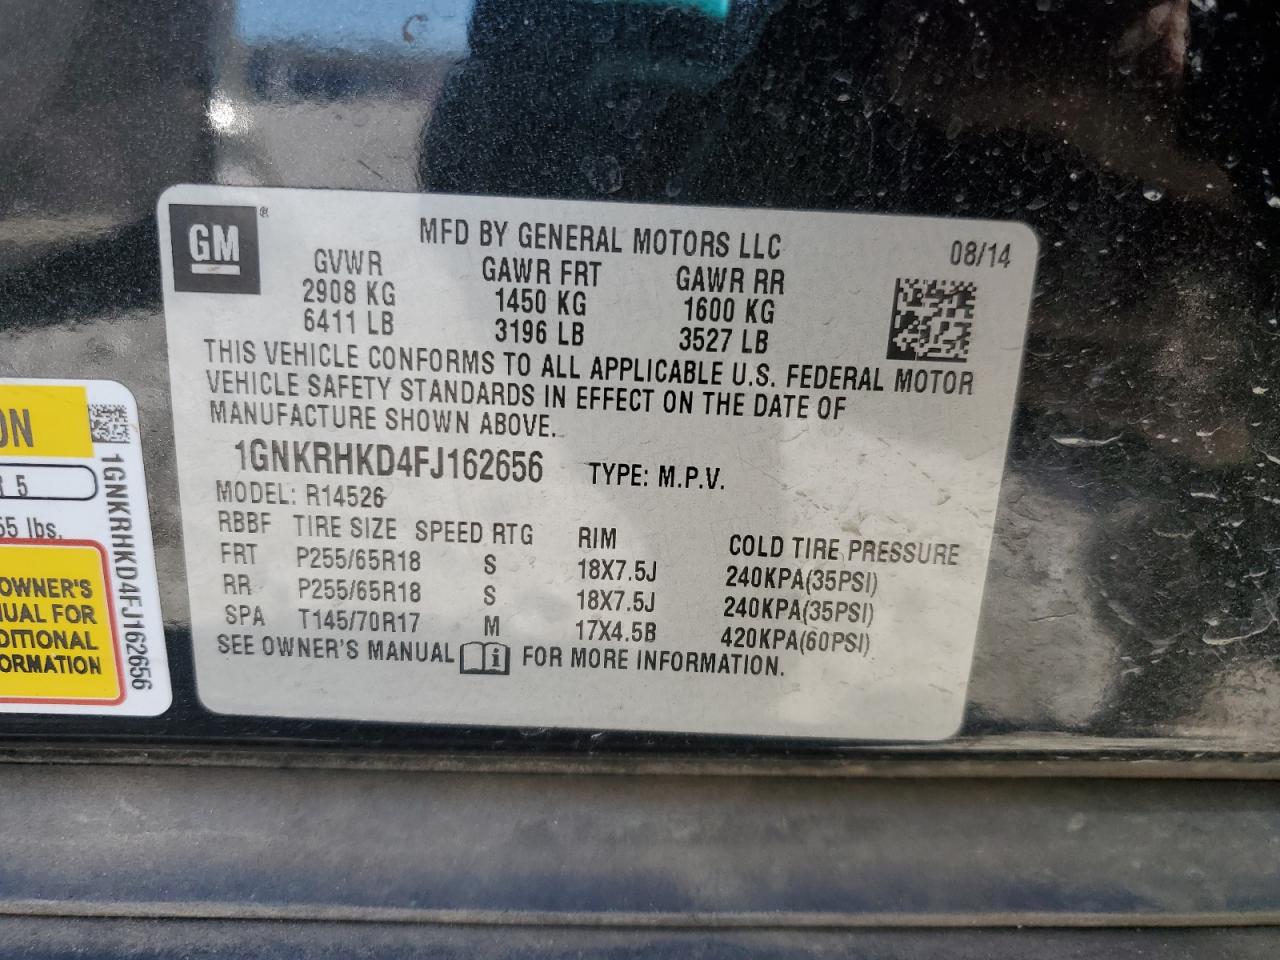 GM
®
MFD BY GENERAL MOTORS LLC
08/14
GVWR GAWR FRT GAWR RR
2908 KG 1450 KG 1600 KG
6411 LB 3196 LB 3527 LB
THIS VEHICLE CONFORMS TO ALL APPLICABLE U.S. FEDERAL MOTOR
VEHICLE SAFETY STANDARDS IN EFFECT ON THE DATE OF
MANUFACTURE SHOWN ABOVE.
1GNKRHKD4FJ162656 TYPE: M.P.V.
MODEL: R14526
RBBF TIRE SIZE SPEED RTG RIM COLD TIRE PRESSURE
FRT P255/65R18 S 18X7.5J 240KPA(35PSI)
RR P255/65R18 S 18X7.5J 240KPA(35PSI)
SPA T145/70R17 M 17X4.5B 420KPA(60PSI)
SEE OWNER'S MANUAL i FOR MORE INFORMATION.
ON
5
lbs.
OWNER'S
UAL FOR
DITIONAL
ORMATION
1GNKRHKD4FJ162656